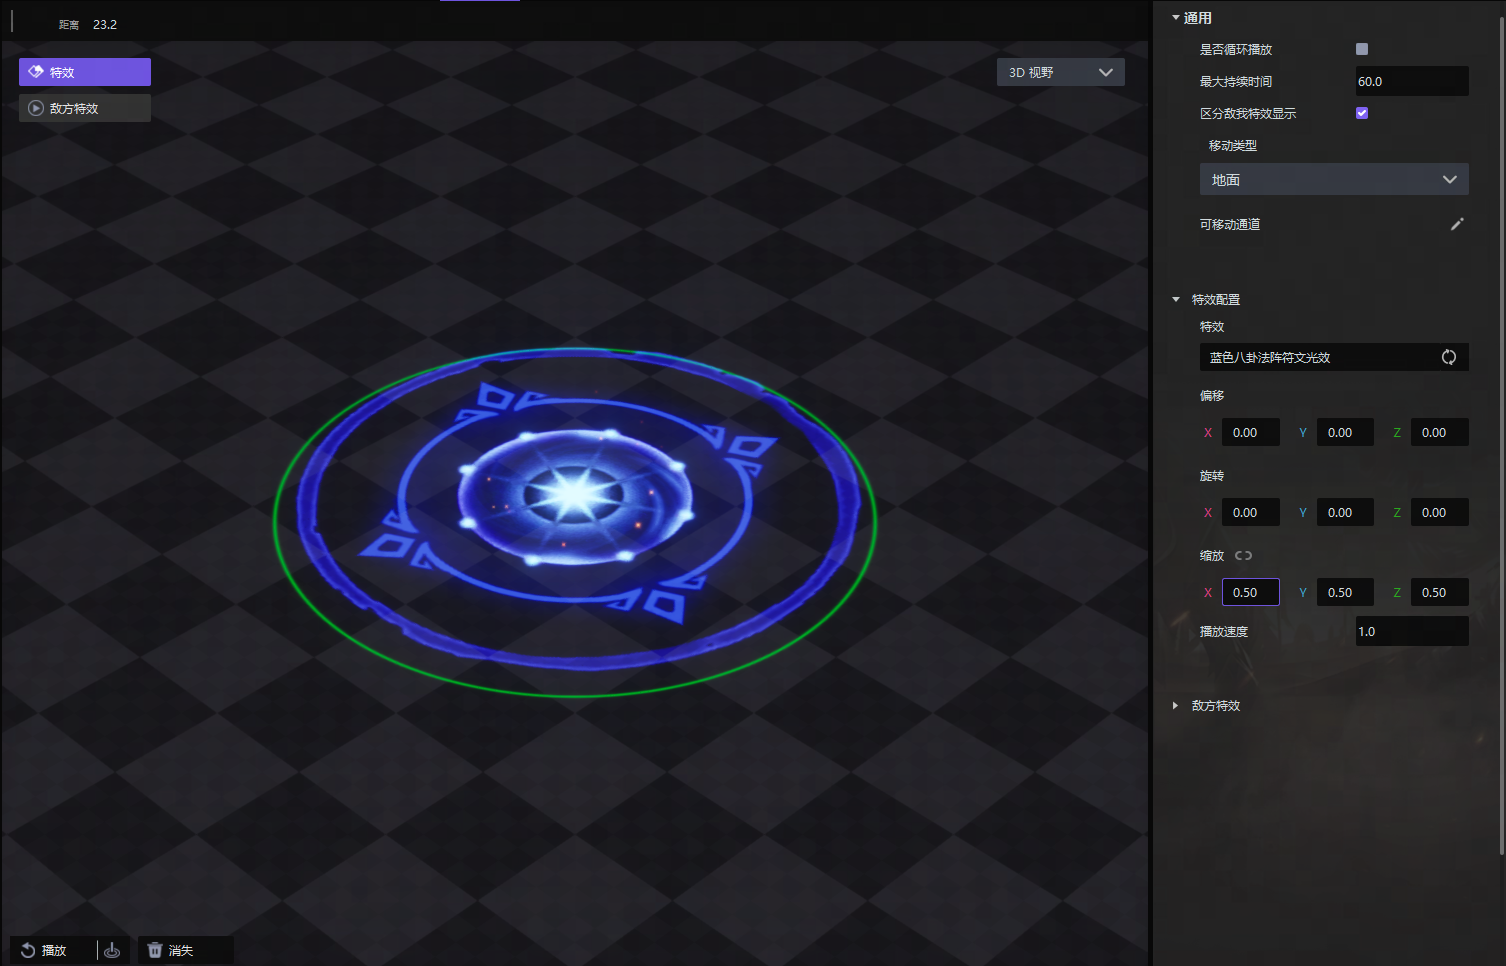 距离 23.2
特效
敌方特效
3D 视野
播放
消失
通用
是否循环播放
最大持续时间 60.0
区分敌我特效显示
移动类型
地面
可移动通道
特效配置
特效
蓝色八卦法阵符文光效
偏移
X 0.00 Y 0.00 Z 0.00
旋转
X 0.00 Y 0.00 Z 0.00
缩放
X 0.50 Y 0.50 Z 0.50
播放速度 1.0
敌方特效